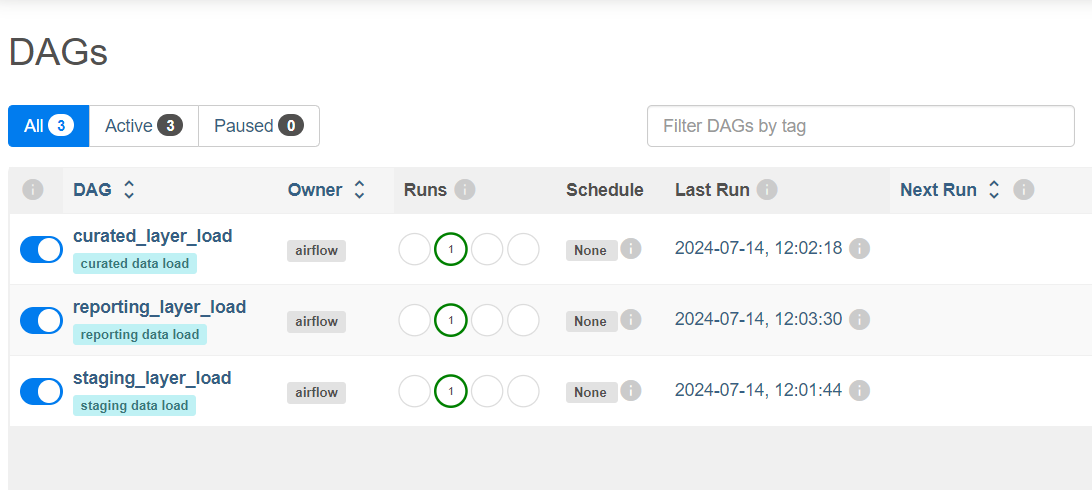 DAGs
All 3 Active 3 Paused 0 Filter DAGs by tag
i DAG Owner Runs i Schedule Last Run i Next Run i
curated_layer_load airflow 1 None i 2024-07-14, 12:02:18 i
curated data load
reporting_layer_load airflow 1 None i 2024-07-14, 12:03:30 i
reporting data load
staging_layer_load airflow 1 None i 2024-07-14, 12:01:44 i
staging data load